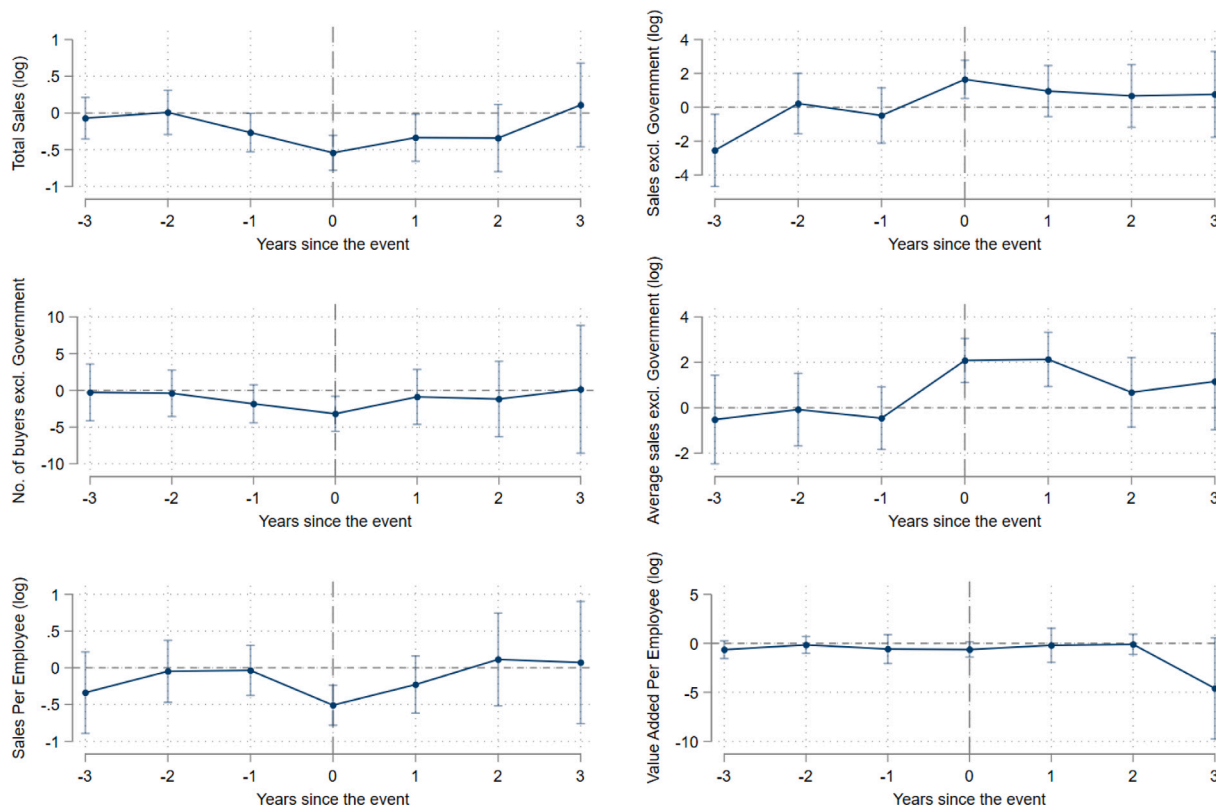 Total Sales (log)
1
.5
0
-.5
-1
-3 -2 -1 0 1 2 3
Years since the event
Sales excl. Government (log)
4
2
0
-2
-4
-3 -2 -1 0 1 2 3
Years since the event
No. of buyers excl. Government
10
5
0
-5
-10
-3 -2 -1 0 1 2 3
Years since the event
Average sales excl. Government (log)
4
2
0
-2
-3 -2 -1 0 1 2 3
Years since the event
Sales Per Employee (log)
1
.5
0
-.5
-1
-3 -2 -1 0 1 2 3
Years since the event
Value Added Per Employee (log)
5
0
-5
-10
-3 -2 -1 0 1 2 3
Years since the event